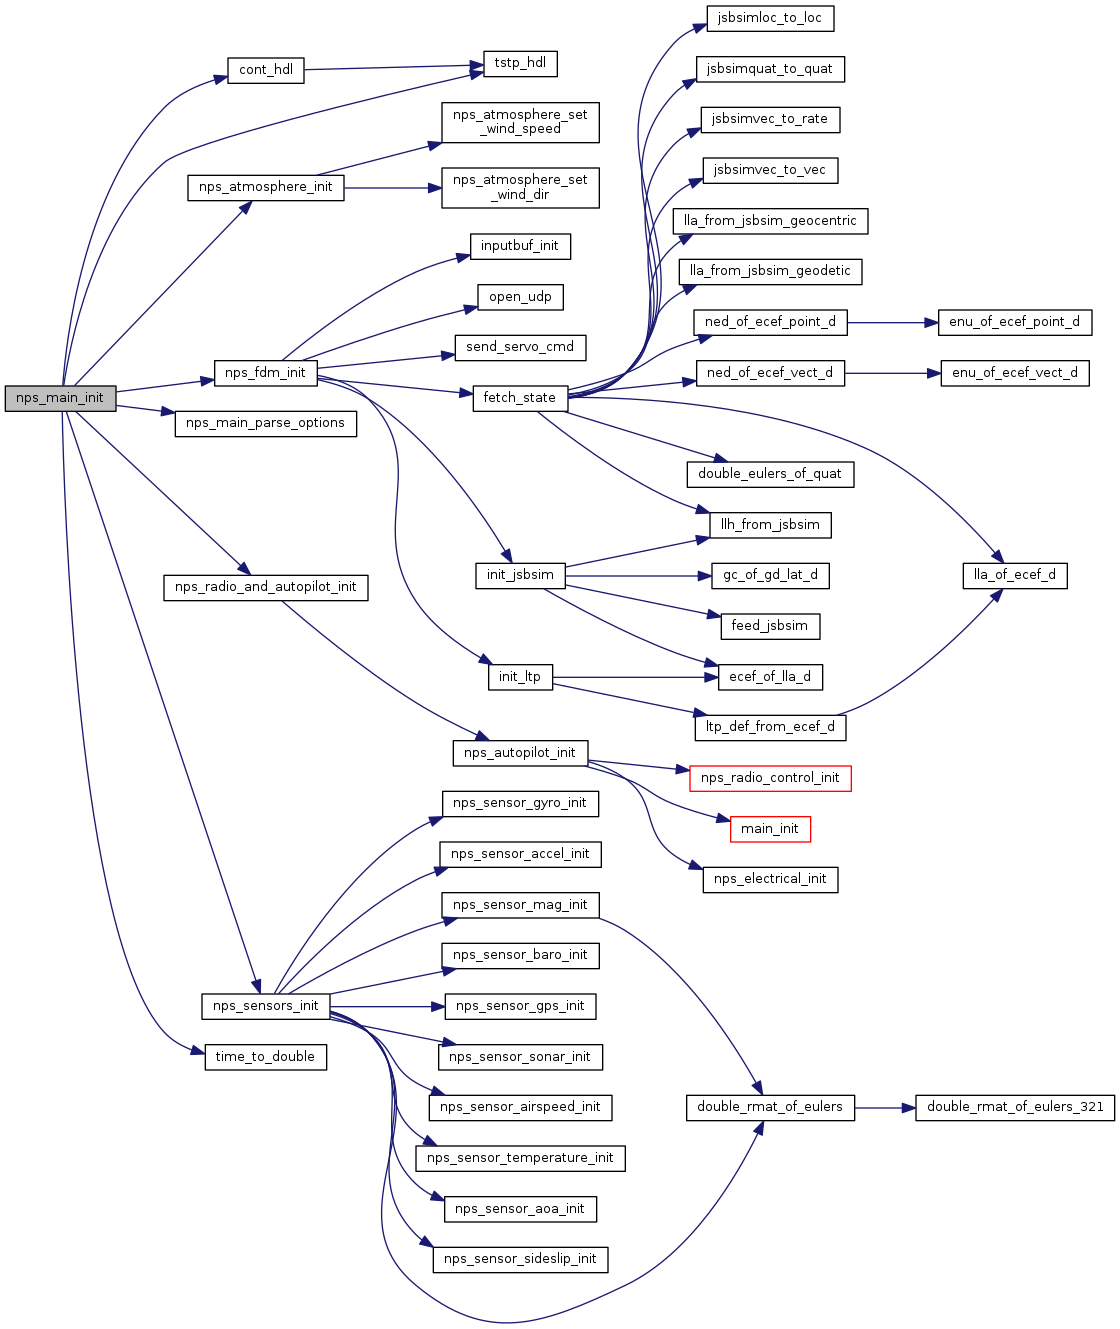 jsbsimloc_to_loc
cont_hdl
tstp_hdl
jsbsimquat_to_quat
nps_atmosphere_set
_wind_speed
jsbsimvec_to_rate
jsbsimvec_to_vec
nps_atmosphere_init
nps_atmosphere_set
_wind_dir
lla_from_jsbsim_geocentric
inputbuf_init
lla_from_jsbsim_geodetic
open_udp
ned_of_ecef_point_d
enu_of_ecef_point_d
send_servo_cmd
nps_fdm_init
ned_of_ecef_vect_d
enu_of_ecef_vect_d
nps_main_init
fetch_state
nps_main_parse_options
double_eulers_of_quat
llh_from_jsbsim
nps_radio_and_autopilot_init
init_jsbsim
gc_of_gd_lat_d
lla_of_ecef_d
feed_jsbsim
init_ltp
ecef_of_lla_d
ltp_def_from_ecef_d
nps_autopilot_init
nps_radio_control_init
nps_sensor_gyro_init
main_init
nps_sensor_accel_init
nps_electrical_init
nps_sensor_mag_init
nps_sensor_baro_init
nps_sensors_init
nps_sensor_gps_init
time_to_double
nps_sensor_sonar_init
nps_sensor_airspeed_init
double_rmat_of_eulers
double_rmat_of_eulers_321
nps_sensor_temperature_init
nps_sensor_aoa_init
nps_sensor_sideslip_init